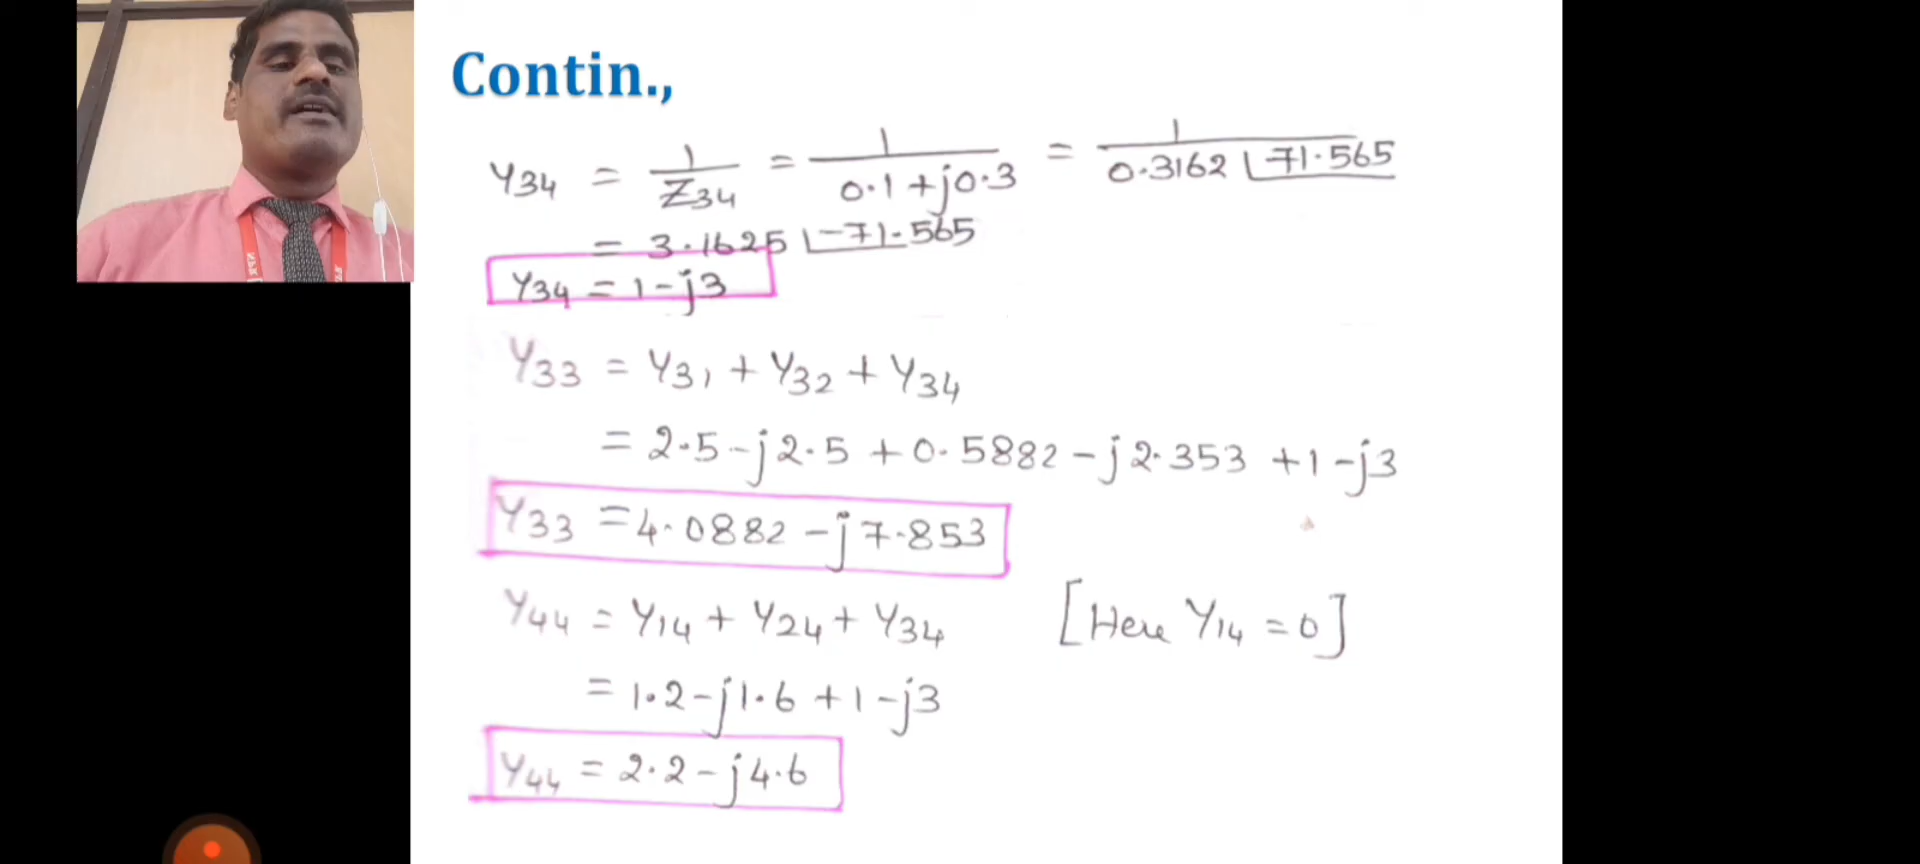 Contin.,
Y34 = 1/Z34 = 1/(0.1+j0.3) = 1/(0.3162 ∠71.565)
= 3.1625 ∠-71.565
Y34 = 1-j3
Y33 = Y31 + Y32 + Y34
= 2.5-j2.5 + 0.5882-j2.353 +1-j3
Y33 = 4.0882 -j7.853
Y44 = Y14 + Y24 + Y34 [Here Y14 = 0]
= 1.2-j1.6 + 1-j3
Y44 = 2.2-j4.6